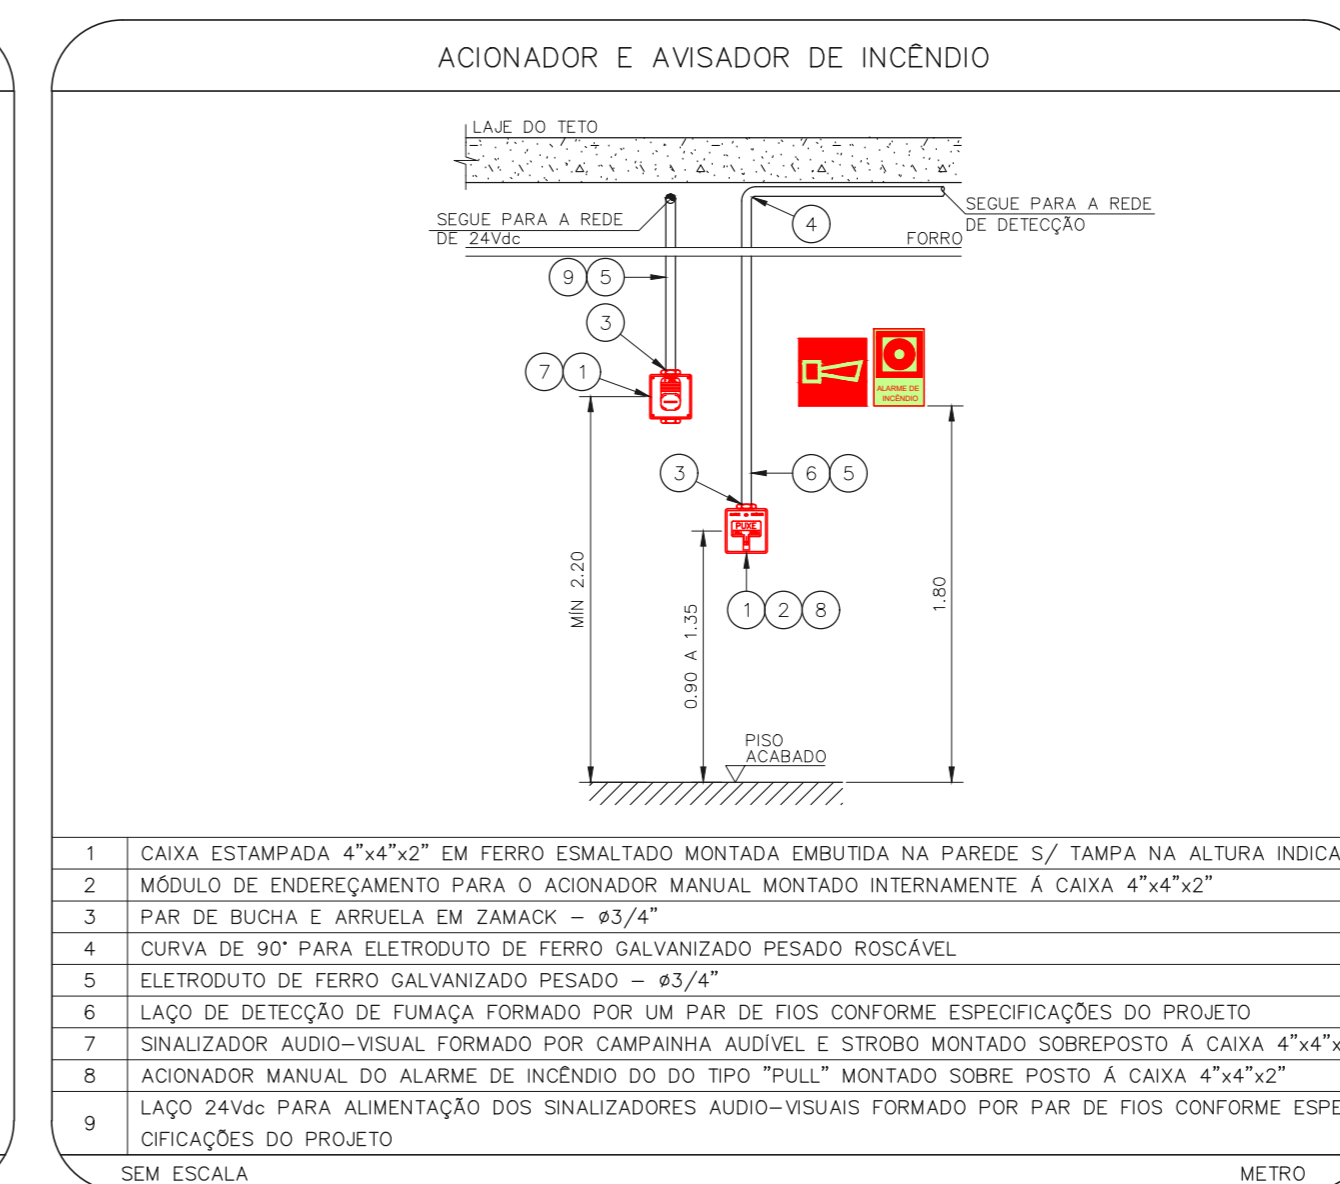 ACIONADOR E AVISADOR DE INCÊNDIO
LAJE DO TETO
SEGUE PARA A REDE
DE 24Vdc
SEGUE PARA A REDE
DE DETECÇÃO
4
FORRO
9 5
3
7 1
ALARME DE
INCÊNDIO
3
6 5
PUXE
1 2 8
MÍN 2.20
0.90 A 1.35
1.80
PISO
ACABADO
1 CAIXA ESTAMPADA 4"x4"x2" EM FERRO ESMALTADO MONTADA EMBUTIDA NA PAREDE S/ TAMPA NA ALTURA INDICA
2 MÓDULO DE ENDEREÇAMENTO PARA O ACIONADOR MANUAL MONTADO INTERNAMENTE Á CAIXA 4"x4"x2"
3 PAR DE BUCHA E ARRUELA EM ZAMACK – ø3/4"
4 CURVA DE 90° PARA ELETRODUTO DE FERRO GALVANIZADO PESADO ROSCÁVEL
5 ELETRODUTO DE FERRO GALVANIZADO PESADO – ø3/4"
6 LAÇO DE DETECÇÃO DE FUMAÇA FORMADO POR UM PAR DE FIOS CONFORME ESPECIFICAÇÕES DO PROJETO
7 SINALIZADOR AUDIO–VISUAL FORMADO POR CAMPAINHA AUDÍVEL E STROBO MONTADO SOBREPOSTO Á CAIXA 4"x4"x
8 ACIONADOR MANUAL DO ALARME DE INCÊNDIO DO DO TIPO "PULL" MONTADO SOBRE POSTO Á CAIXA 4"x4"x2"
9 LAÇO 24Vdc PARA ALIMENTAÇÃO DOS SINALIZADORES AUDIO–VISUAIS FORMADO POR PAR DE FIOS CONFORME ESPE
CIFICAÇÕES DO PROJETO
SEM ESCALA
METRO